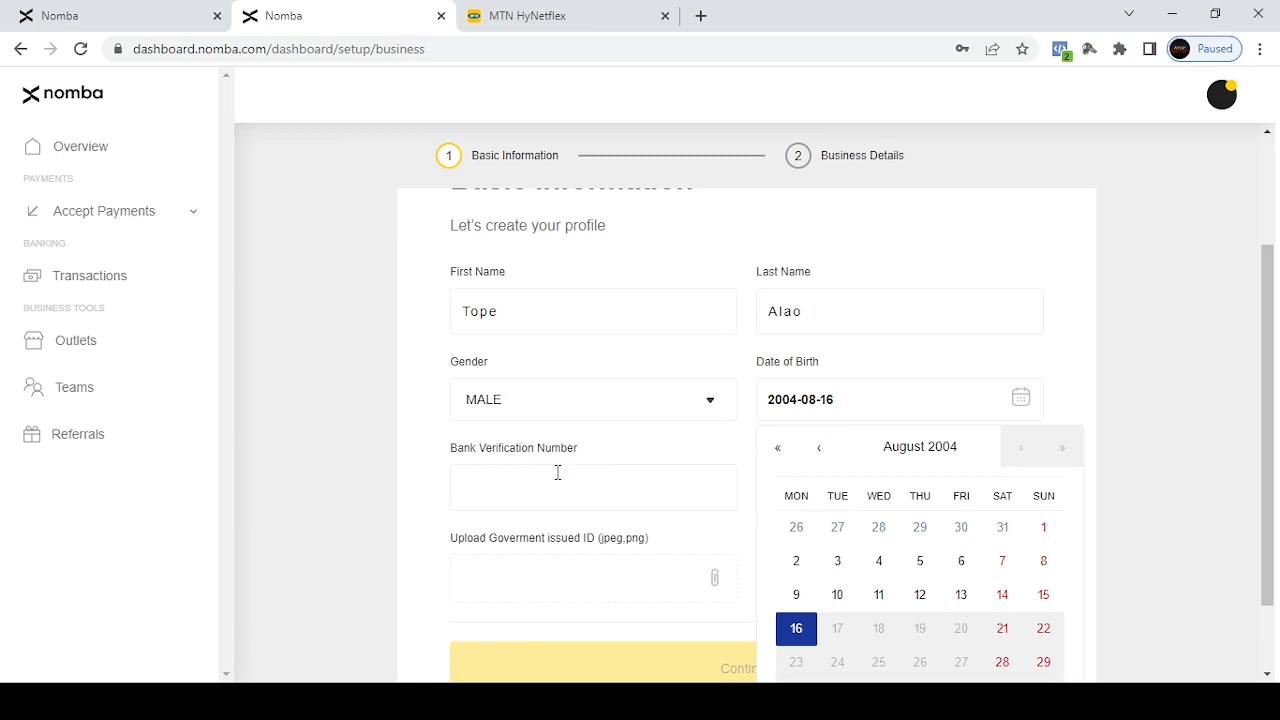 Nomba
Nomba
MTN HyNetflex
dashboard.nomba.com/dashboard/setup/business
2
Paused
nomba
Overview
PAYMENTS
Accept Payments
BANKING
Transactions
BUSINESS TOOLS
Outlets
Teams
Referrals
1 Basic Information
2 Business Details
Basic Information
Let's create your profile
First Name
Last Name
Tope
Alao
Gender
Date of Birth
MALE
2004-08-16
Bank Verification Number
« ‹ August 2004 › »
MON TUE WED THU FRI SAT SUN
26 27 28 29 30 31 1
2 3 4 5 6 7 8
9 10 11 12 13 14 15
16 17 18 19 20 21 22
23 24 25 26 27 28 29
Upload Goverment issued ID (jpeg,png)
Contin